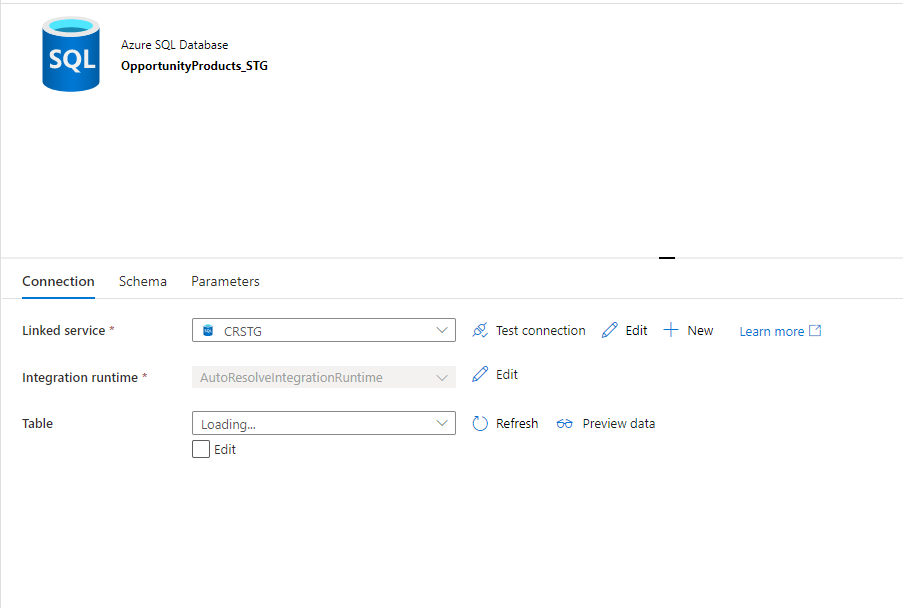 SQL
Azure SQL Database
OpportunityProducts_STG
Connection Schema Parameters
Linked service * CRSTG Test connection Edit New Learn more
Integration runtime * AutoResolveIntegrationRuntime Edit
Table Loading... Refresh Preview data
Edit